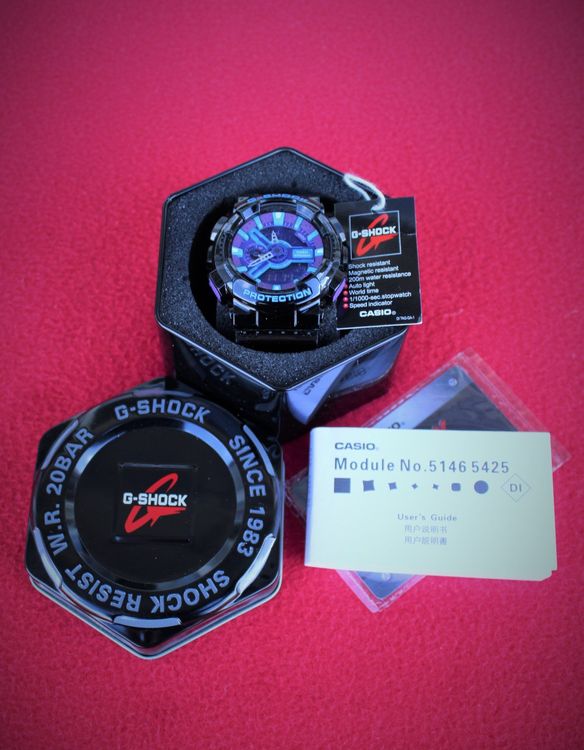 G-SHOCK
PROTECTION
G-SHOCK
Shock resistant
Magnetic resistant
200m water resistance
Auto light
World time
1/1000-sec.stopwatch
Speed indicator
CASIO®
G-SHOCK
SINCE 1983
SHOCK RESIST
W.R. 20BAR
G-SHOCK
CASIO®
Module No.5146 5425
DI
User's Guide
用户说明书
用戶說明書